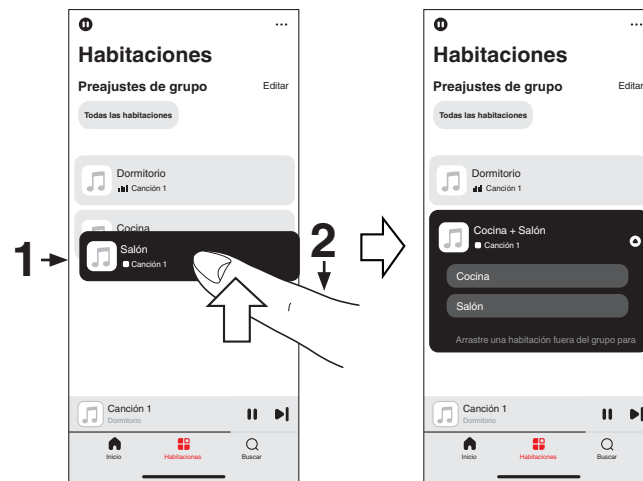 Habitaciones
Preajustes de grupo Editar
Todas las habitaciones
Dormitorio
Canción 1
Cocina
Salón
Canción 1
1
2
Canción 1
Dormitorio
Inicio Habitaciones Buscar
Habitaciones
Preajustes de grupo Editar
Todas las habitaciones
Dormitorio
Canción 1
Cocina + Salón
Canción 1
Cocina
Salón
Arrastre una habitación fuera del grupo para
Canción 1
Dormitorio
Inicio Habitaciones Buscar